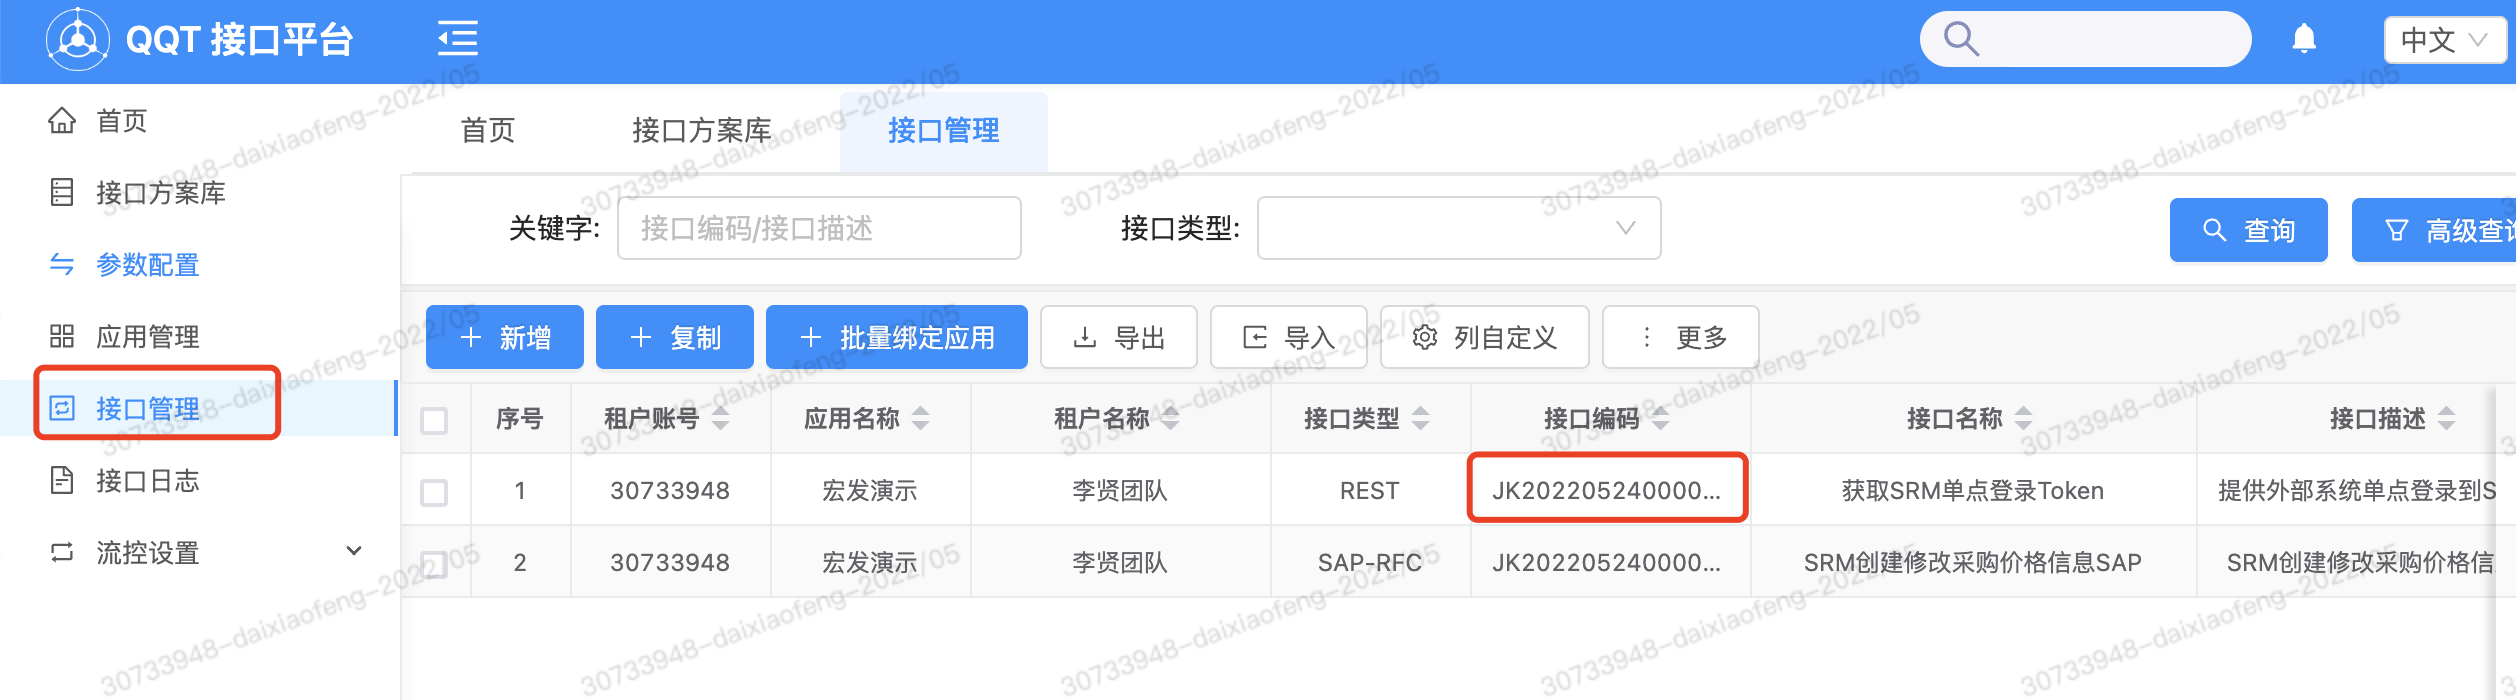 QQT 接口平台
中文
首页
接口方案库
参数配置
应用管理
接口管理
接口日志
流控设置
首页 接口方案库 接口管理
关键字: 接口编码/接口描述 接口类型: 查询 高级查询
新增 复制 批量绑定应用 导出 导入 列自定义 更多
序号 租户账号 应用名称 租户名称 接口类型 接口编码 接口名称 接口描述
1 30733948 宏发演示 李贤团队 REST JK202205240000... 获取SRM单点登录Token 提供外部系统单点登录到S
2 30733948 宏发演示 李贤团队 SAP-RFC JK202205240000... SRM创建修改采购价格信息SAP SRM创建修改采购价格信
30733948-daixiaofeng-2022/05